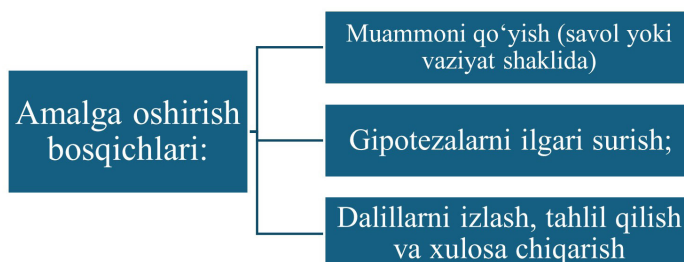 Amalga oshirish
bosqichlari:
Muammoni qo‘yish (savol yoki
vaziyat shaklida)
Gipotezalarni ilgari surish;
Dalillarni izlash, tahlil qilish
va xulosa chiqarish